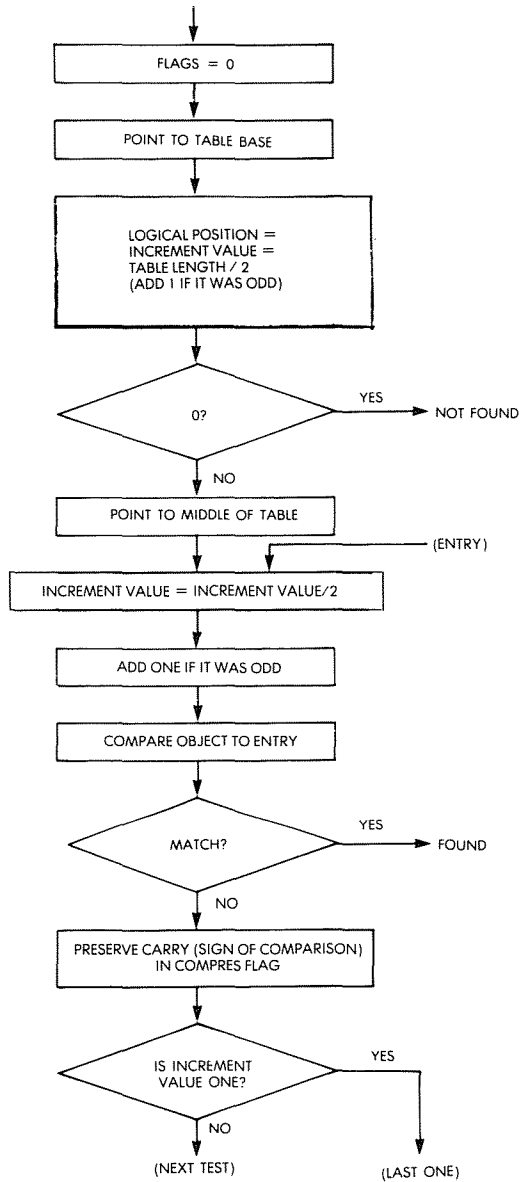 FLAGS = 0
POINT TO TABLE BASE
LOGICAL POSITION =
INCREMENT VALUE =
TABLE LENGTH / 2
(ADD 1 IF IT WAS ODD)
0?
YES
NOT FOUND
NO
POINT TO MIDDLE OF TABLE
(ENTRY)
INCREMENT VALUE = INCREMENT VALUE/2
ADD ONE IF IT WAS ODD
COMPARE OBJECT TO ENTRY
MATCH?
YES
FOUND
NO
PRESERVE CARRY (SIGN OF COMPARISON)
IN COMPRES FLAG
IS INCREMENT
VALUE ONE?
YES
NO
(NEXT TEST)
(LAST ONE)